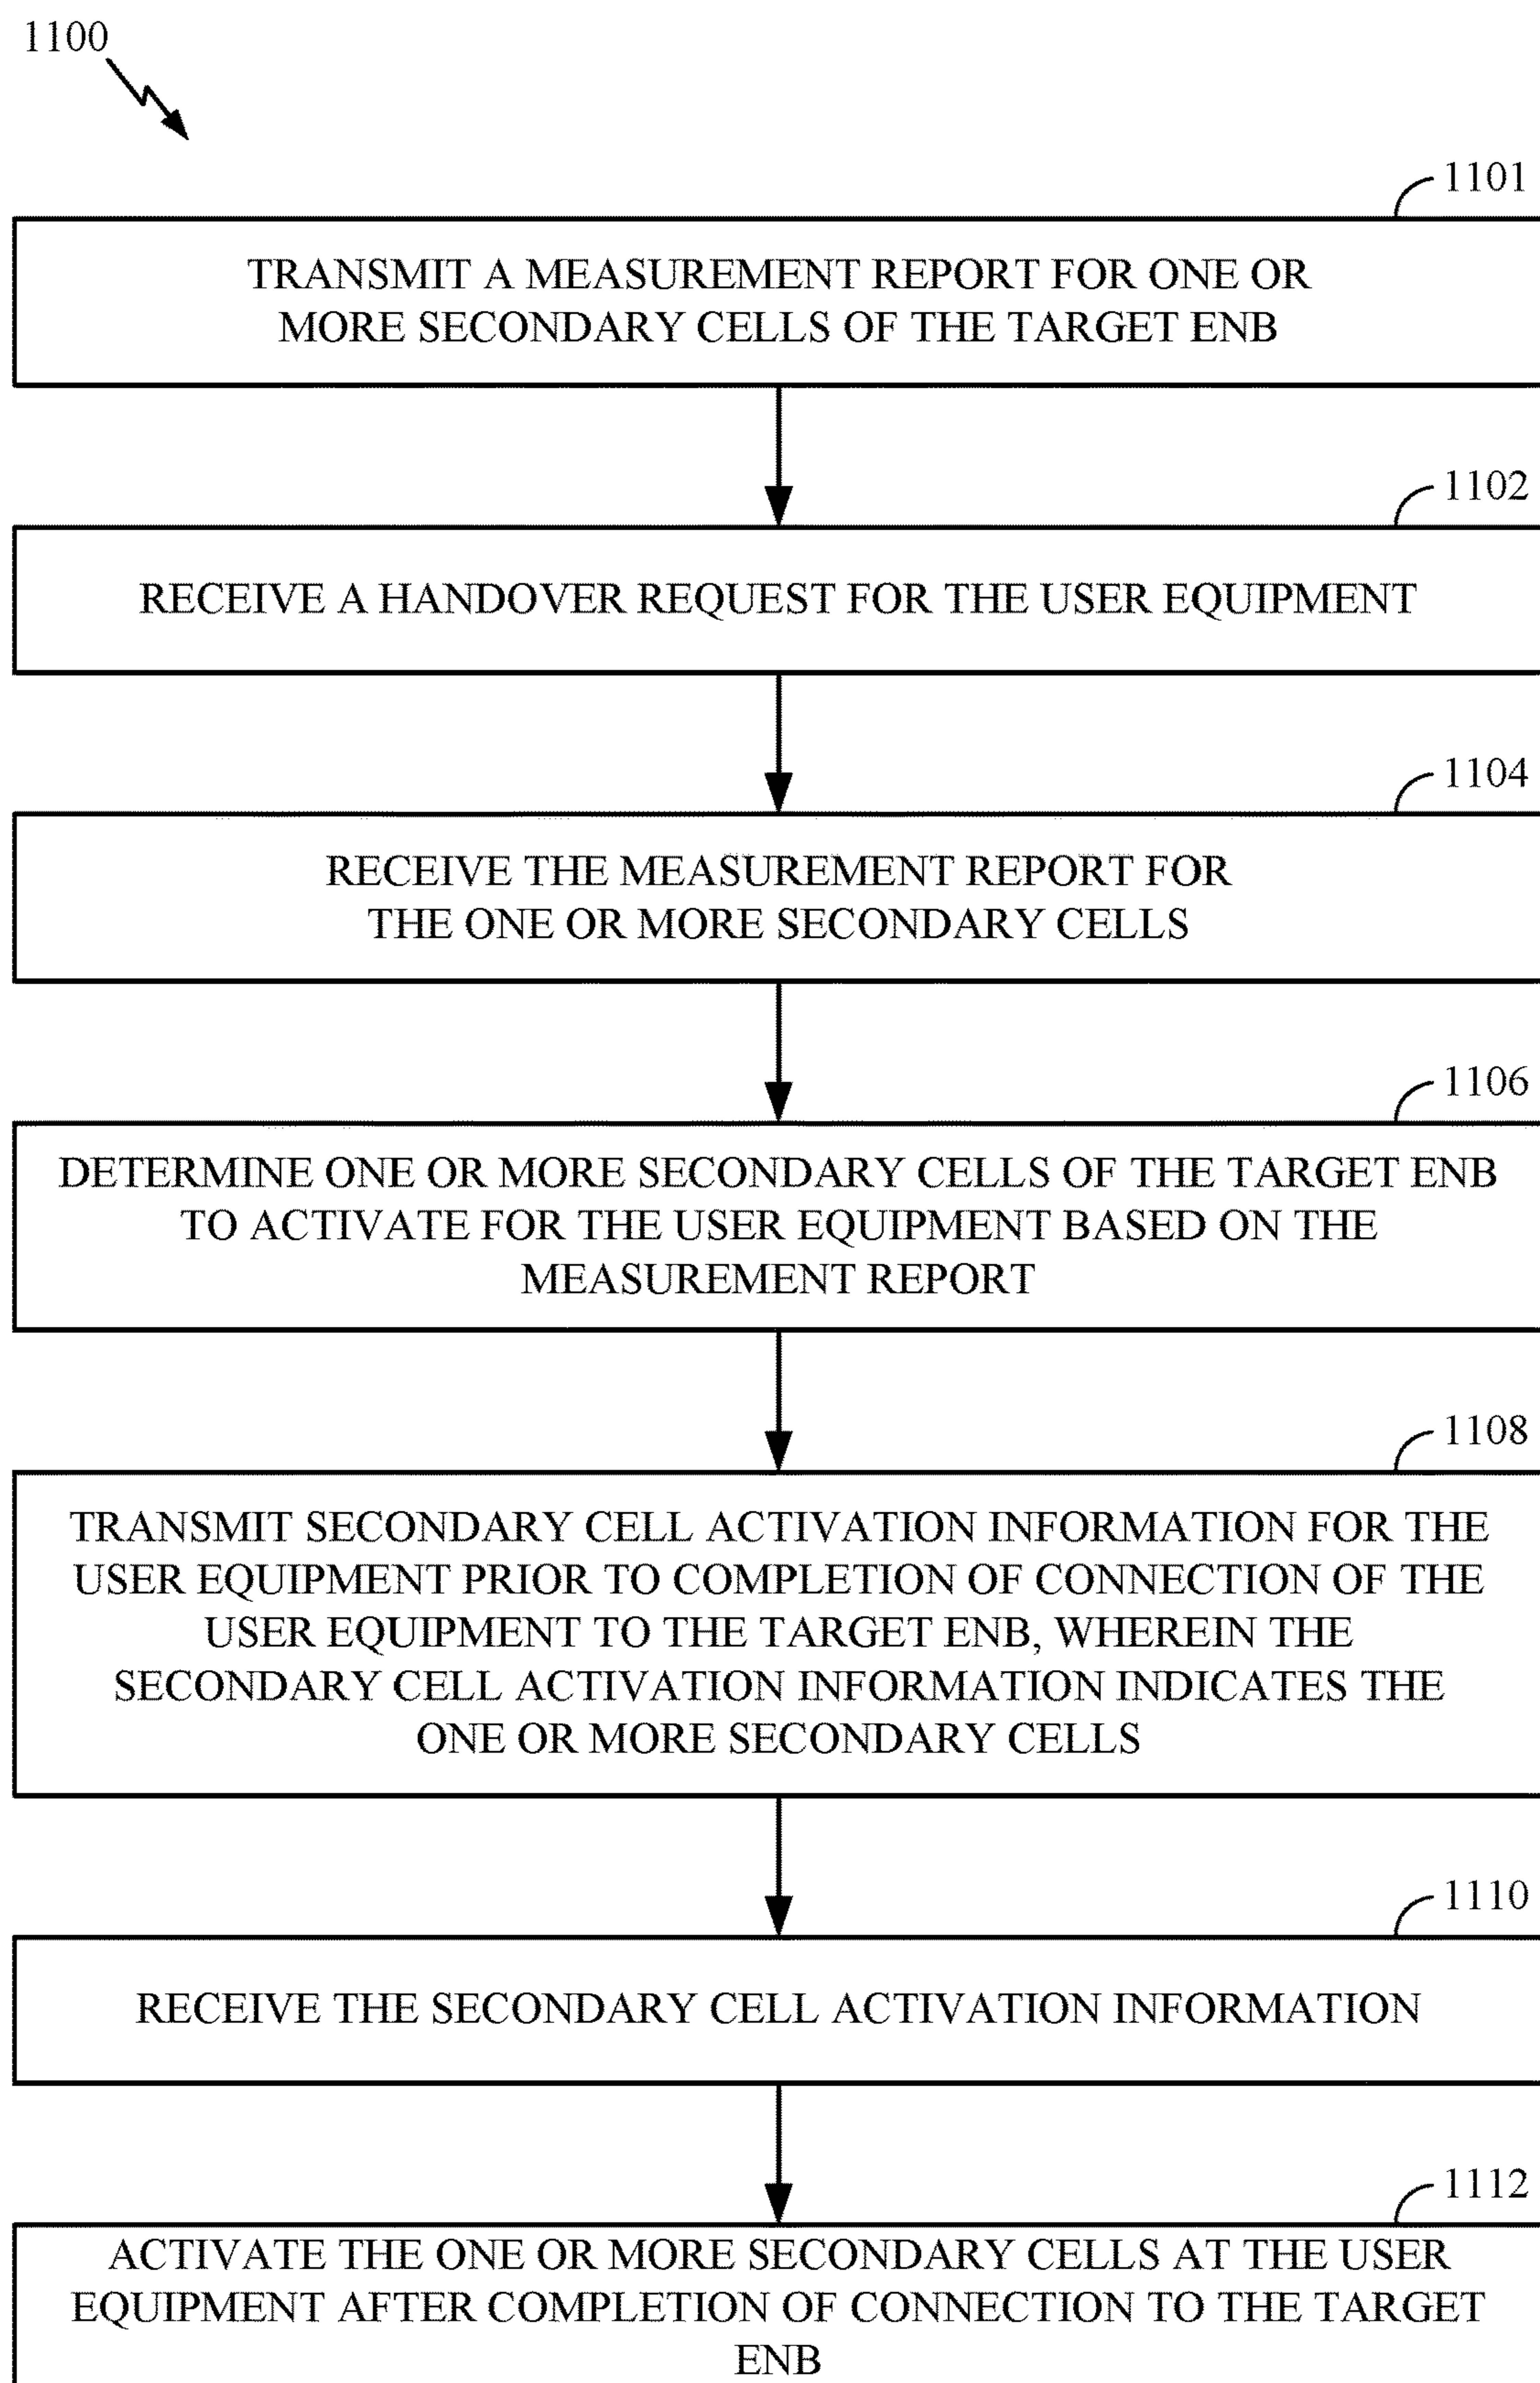 1100
1101
TRANSMIT A MEASUREMENT REPORT FOR ONE OR
MORE SECONDARY CELLS OF THE TARGET ENB
1102
RECEIVE A HANDOVER REQUEST FOR THE USER EQUIPMENT
1104
RECEIVE THE MEASUREMENT REPORT FOR
THE ONE OR MORE SECONDARY CELLS
1106
DETERMINE ONE OR MORE SECONDARY CELLS OF THE TARGET ENB
TO ACTIVATE FOR THE USER EQUIPMENT BASED ON THE
MEASUREMENT REPORT
1108
TRANSMIT SECONDARY CELL ACTIVATION INFORMATION FOR THE
USER EQUIPMENT PRIOR TO COMPLETION OF CONNECTION OF THE
USER EQUIPMENT TO THE TARGET ENB, WHEREIN THE
SECONDARY CELL ACTIVATION INFORMATION INDICATES THE
ONE OR MORE SECONDARY CELLS
1110
RECEIVE THE SECONDARY CELL ACTIVATION INFORMATION
1112
ACTIVATE THE ONE OR MORE SECONDARY CELLS AT THE USER
EQUIPMENT AFTER COMPLETION OF CONNECTION TO THE TARGET
ENB